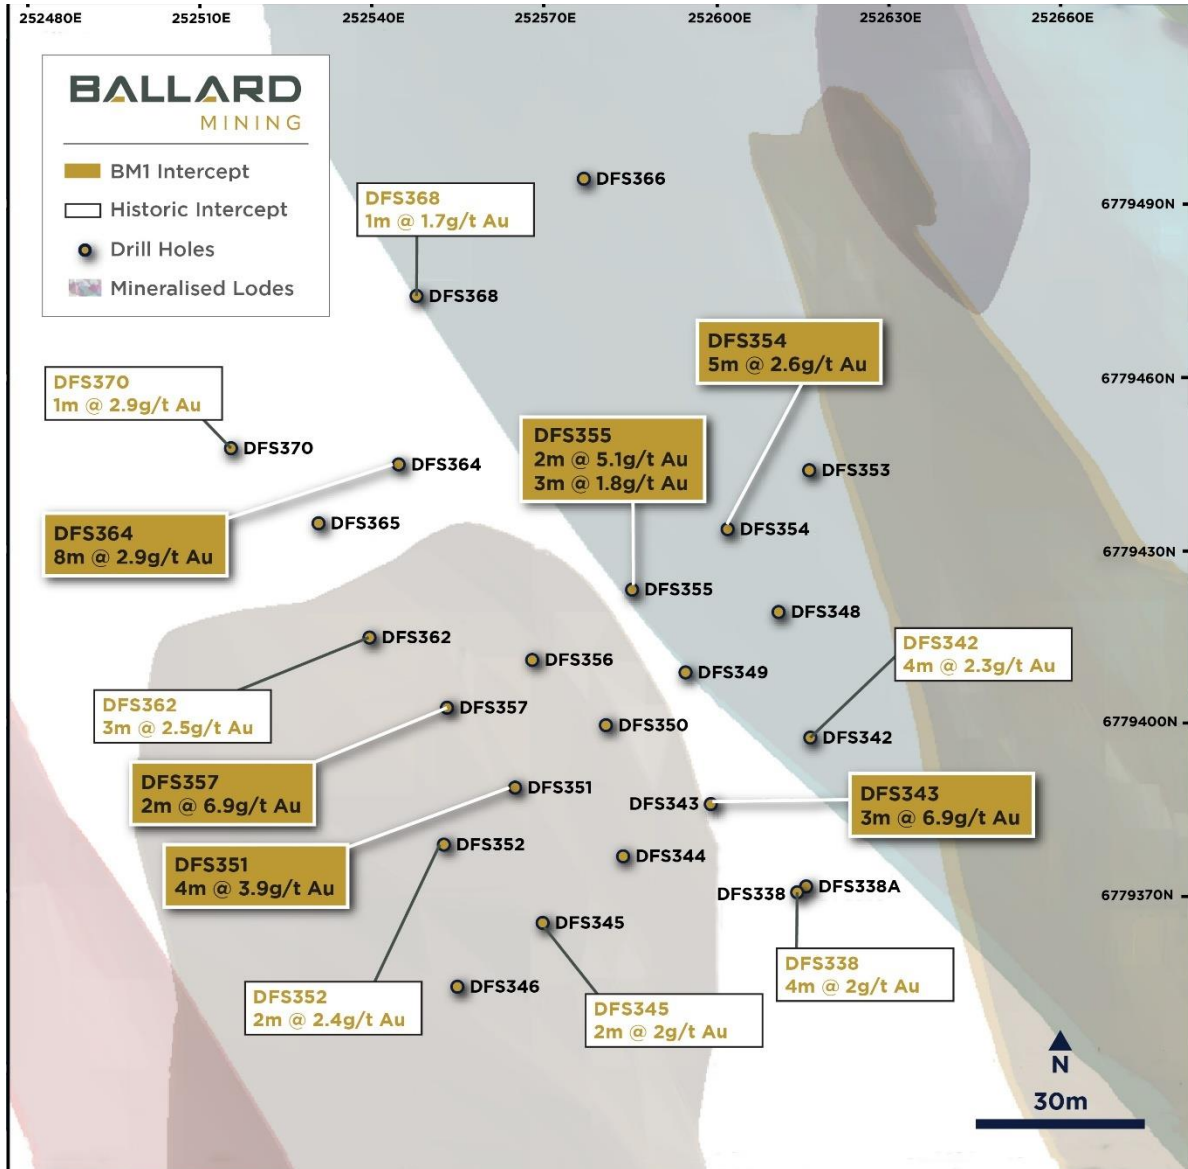 252480E 252510E 252540E 252570E 252600E 252630E 252660E
BALLARD
MINING
BM1 Intercept
Historic Intercept
Drill Holes
Mineralised Lodes
DFS366
6779490N
DFS368
1m @ 1.7g/t Au
DFS368
DFS354
5m @ 2.6g/t Au
6779460N
DFS370
1m @ 2.9g/t Au
DFS370
DFS364
DFS355
2m @ 5.1g/t Au
3m @ 1.8g/t Au
DFS353
DFS364
8m @ 2.9g/t Au
DFS365
DFS354
6779430N
DFS355
DFS348
DFS362
DFS356
DFS349
DFS342
4m @ 2.3g/t Au
DFS362
3m @ 2.5g/t Au
DFS357
DFS350
DFS342
6779400N
DFS357
2m @ 6.9g/t Au
DFS351
DFS343
DFS343
3m @ 6.9g/t Au
DFS351
4m @ 3.9g/t Au
DFS352
DFS344
DFS338
DFS338A
6779370N
DFS345
DFS338
4m @ 2g/t Au
DFS352
2m @ 2.4g/t Au
DFS346
DFS345
2m @ 2g/t Au
N
30m